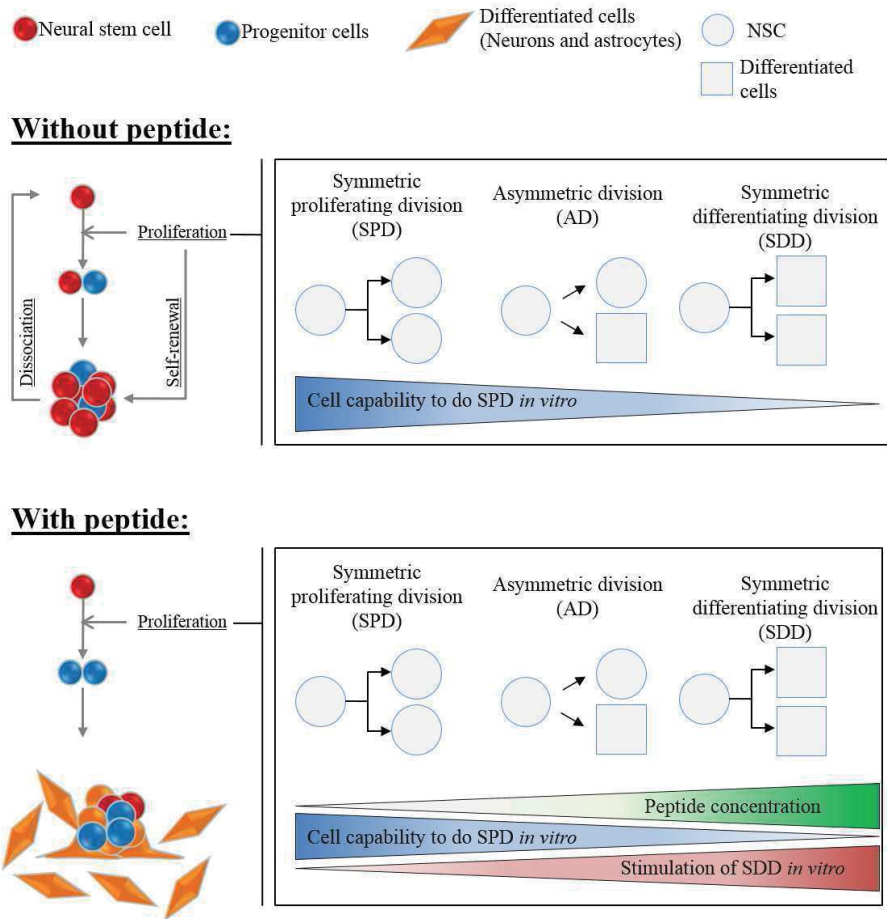 Neural stem cell
Progenitor cells
Differentiated cells
(Neurons and astrocytes)
NSC
Differentiated
cells
Without peptide:
Proliferation
Dissociation
Self-renewal
Symmetric
proliferating division
(SPD)
Asymmetric division
(AD)
Symmetric
differentiating division
(SDD)
Cell capability to do SPD in vitro
With peptide:
Proliferation
Symmetric
proliferating division
(SPD)
Asymmetric division
(AD)
Symmetric
differentiating division
(SDD)
Peptide concentration
Cell capability to do SPD in vitro
Stimulation of SDD in vitro